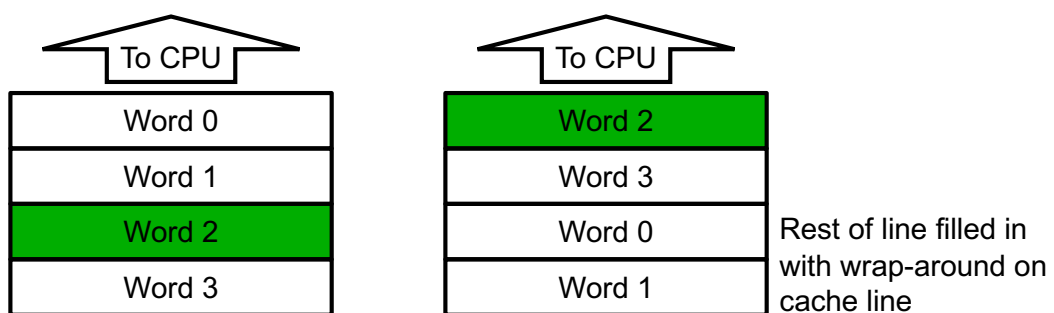 To CPU
Word 0
Word 1
Word 2
Word 3
To CPU
Word 2
Word 3
Word 0
Word 1
Rest of line filled in
with wrap-around on
cache line